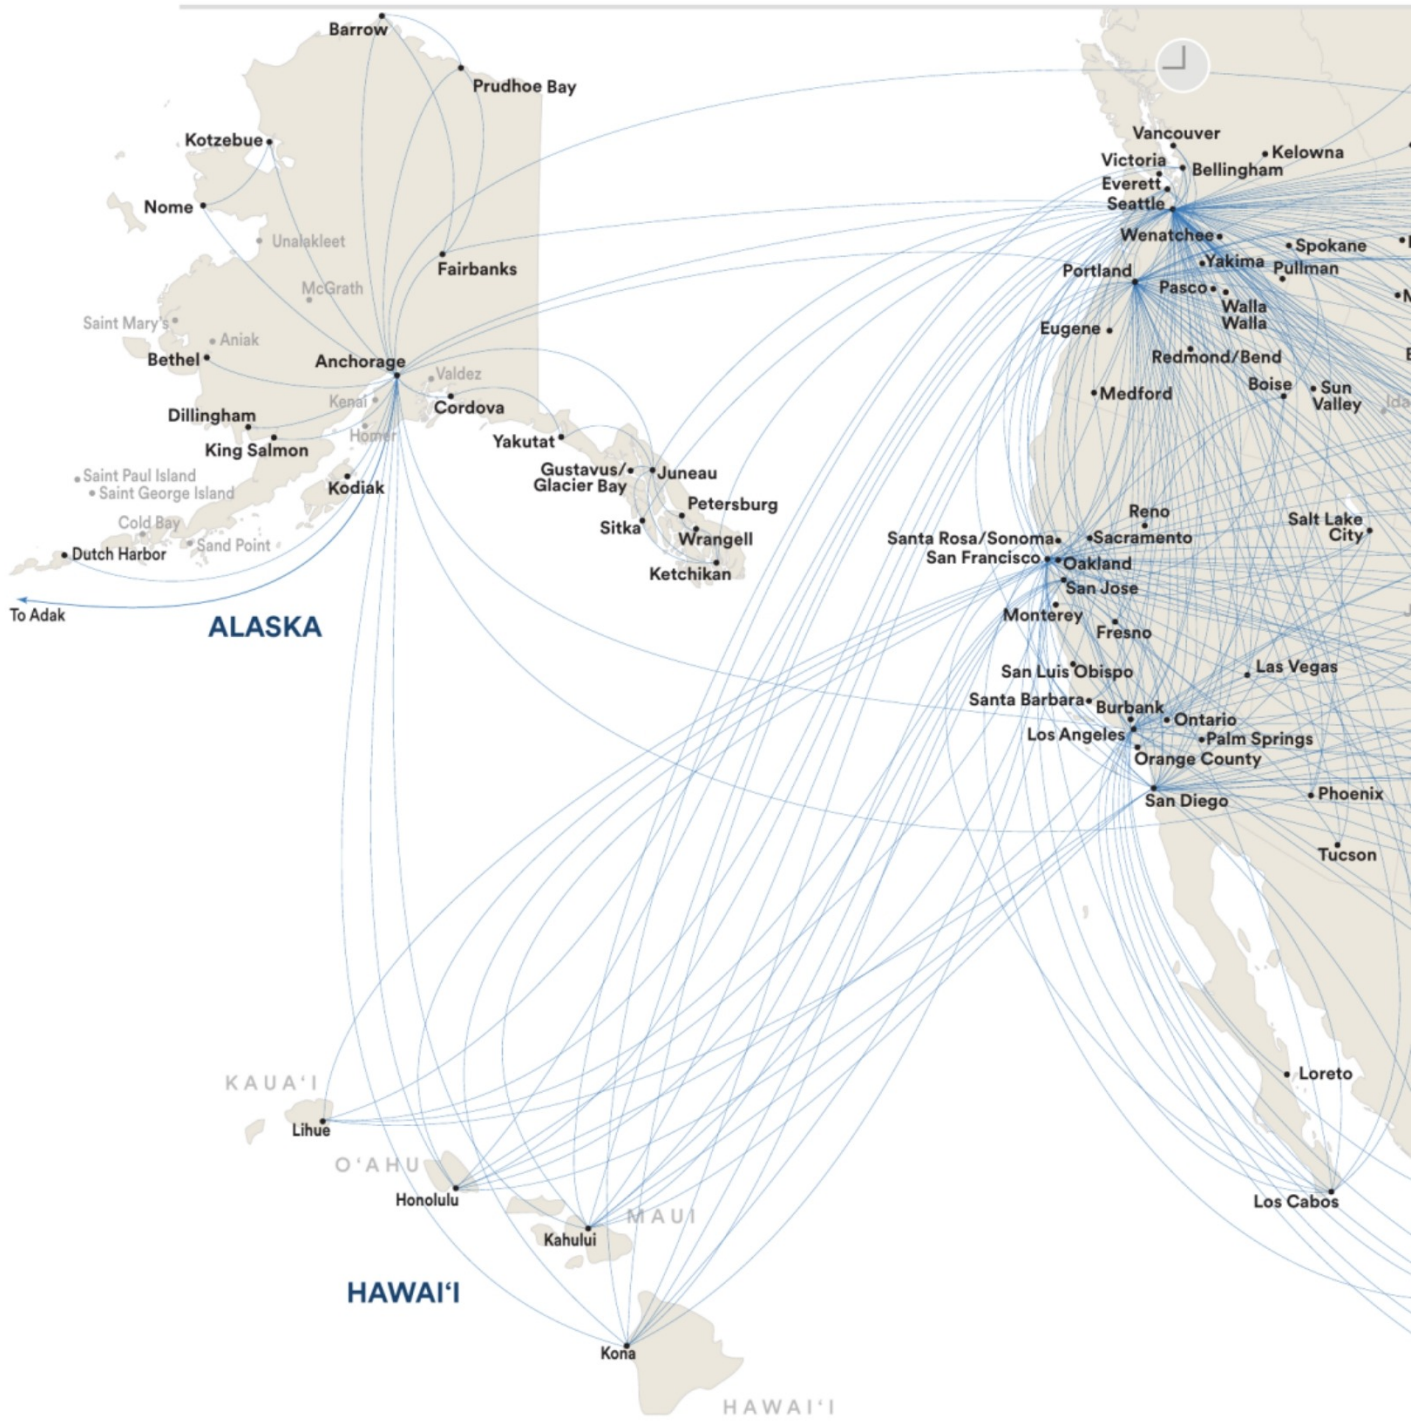 Barrow
Prudhoe Bay
Kotzebue
Nome
Unalakleet
Fairbanks
McGrath
Saint Mary's
Aniak
Bethel
Anchorage
Valdez
Kenai
Cordova
Dillingham
Homer
King Salmon
Yakutat
Saint Paul Island
Saint George Island
Kodiak
Gustavus/
Glacier Bay
Juneau
Petersburg
Sitka
Wrangell
Cold Bay
Sand Point
Dutch Harbor
Ketchikan
To Adak
ALASKA
Vancouver
Victoria
Kelowna
Bellingham
Everett
Seattle
Wenatchee
Spokane
Yakima
Portland
Pullman
Pasco
Walla
Walla
Eugene
Redmond/Bend
Boise
Sun
Valley
Medford
Ida
Reno
Salt Lake
City
Santa Rosa/Sonoma
Sacramento
San Francisco
Oakland
San Jose
Monterey
Fresno
San Luis Obispo
Las Vegas
Santa Barbara
Burbank
Ontario
Los Angeles
Palm Springs
Orange County
San Diego
Phoenix
Tucson
Loreto
Los Cabos
KAUAʻI
Lihue
OʻAHU
Honolulu
MAUI
Kahului
HAWAIʻI
Kona
HAWAIʻI